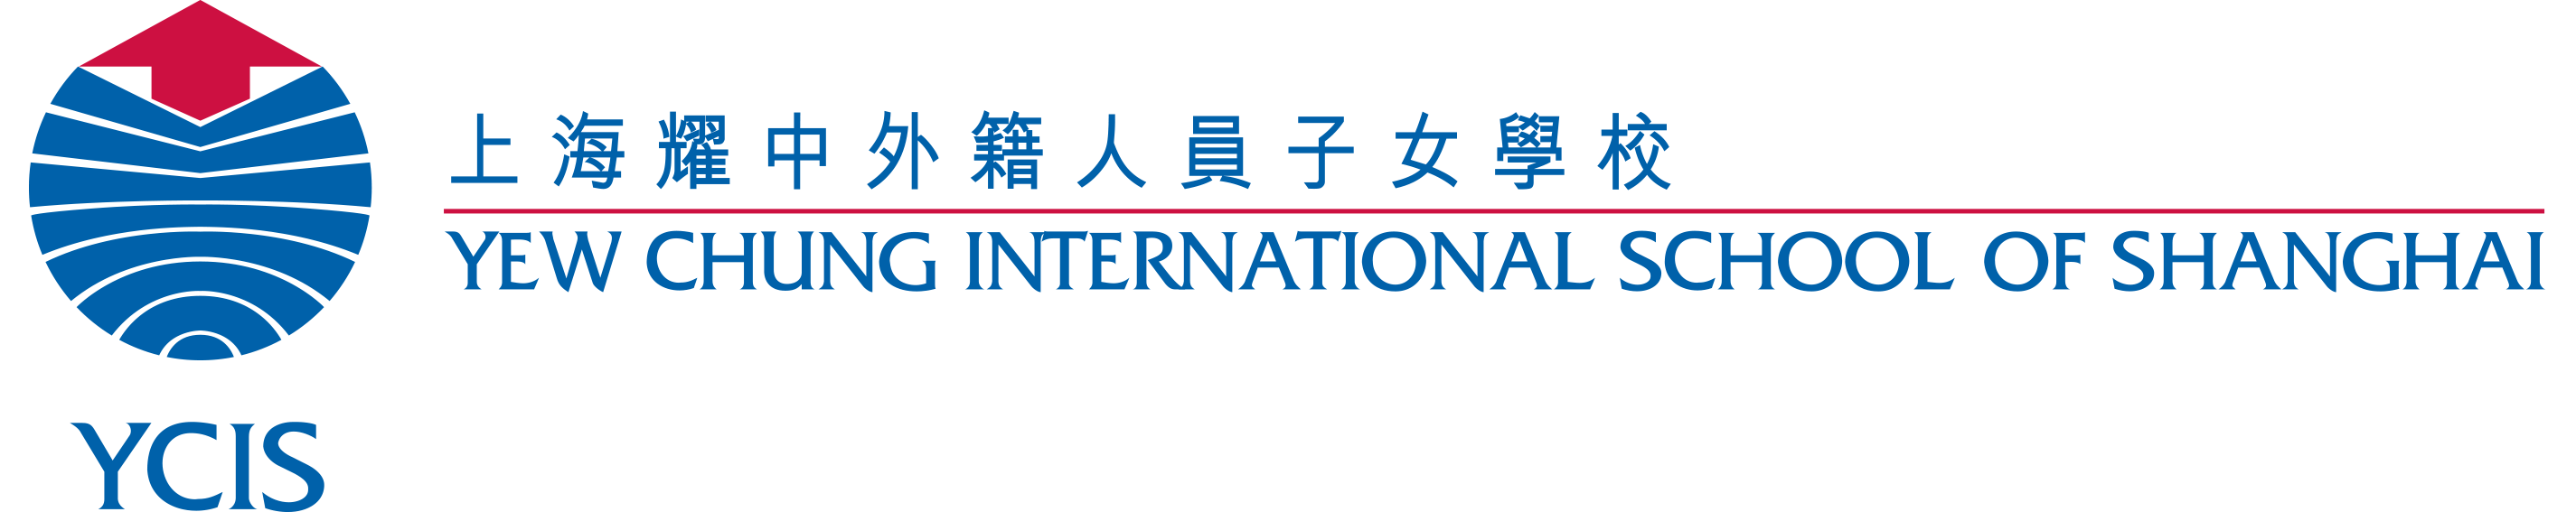 上海耀中外籍人員子女學校
YEW CHUNG INTERNATIONAL SCHOOL OF SHANGHAI
YCIS